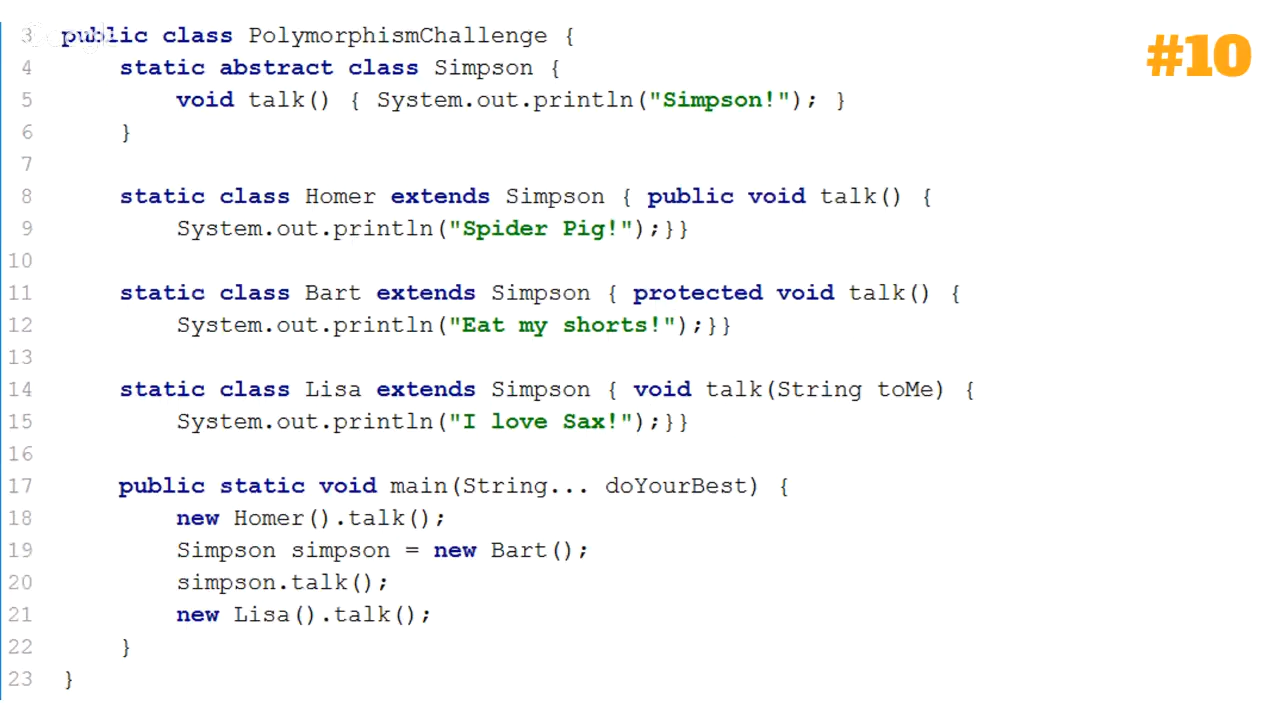 #10
3 public class PolymorphismChallenge {
4 static abstract class Simpson {
5 void talk() { System.out.println("Simpson!"); }
6 }
7
8 static class Homer extends Simpson { public void talk() {
9 System.out.println("Spider Pig!");}}
10
11 static class Bart extends Simpson { protected void talk() {
12 System.out.println("Eat my shorts!");}}
13
14 static class Lisa extends Simpson { void talk(String toMe) {
15 System.out.println("I love Sax!");}}
16
17 public static void main(String... doYourBest) {
18 new Homer().talk();
19 Simpson simpson = new Bart();
20 simpson.talk();
21 new Lisa().talk();
22 }
23 }